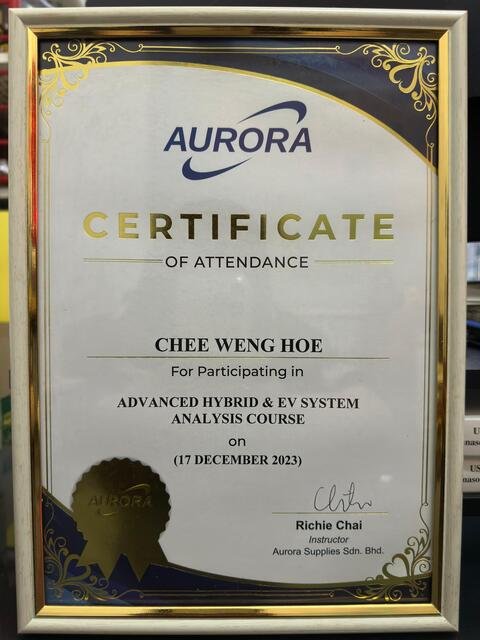 AURORA
CERTIFICATE
OF ATTENDANCE
CHEE WENG HOE
For Participating in
ADVANCED HYBRID & EV SYSTEM
ANALYSIS COURSE
on
(17 DECEMBER 2023)
AURORA
Richie Chai
Instructor
Aurora Supplies Sdn. Bhd.